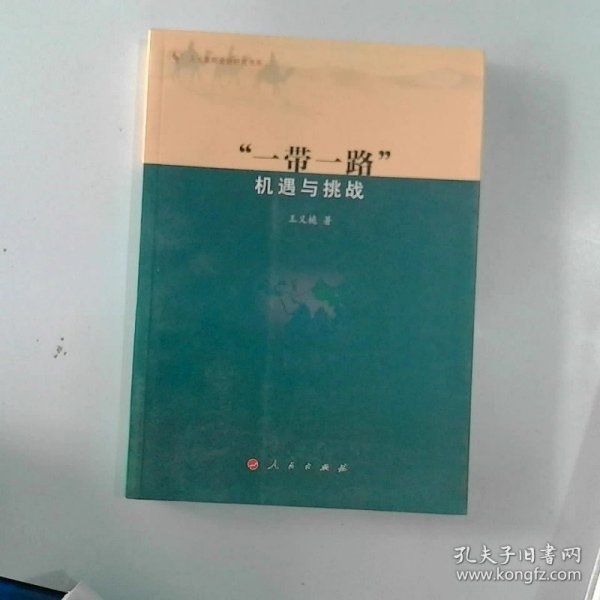 “一带一路”
机遇与挑战
王义桅 著
人民出版社
孔夫子旧书网
www.kongfz.com